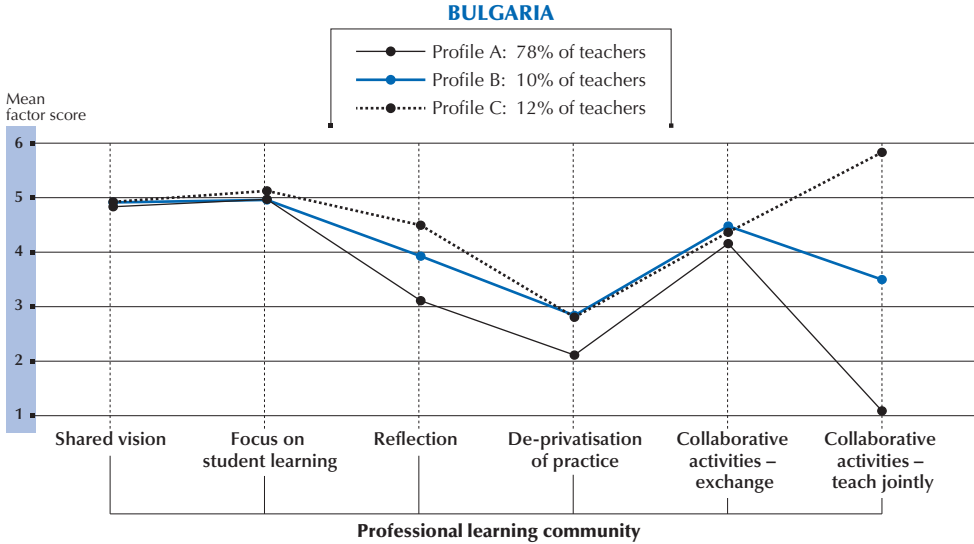 BULGARIA
Profile A: 78% of teachers
Profile B: 10% of teachers
Profile C: 12% of teachers
Mean
factor score
6
5
4
3
2
1
Shared vision
Focus on
student learning
Reflection
De-privatisation
of practice
Collaborative
activities –
exchange
Collaborative
activities –
teach jointly
Professional learning community